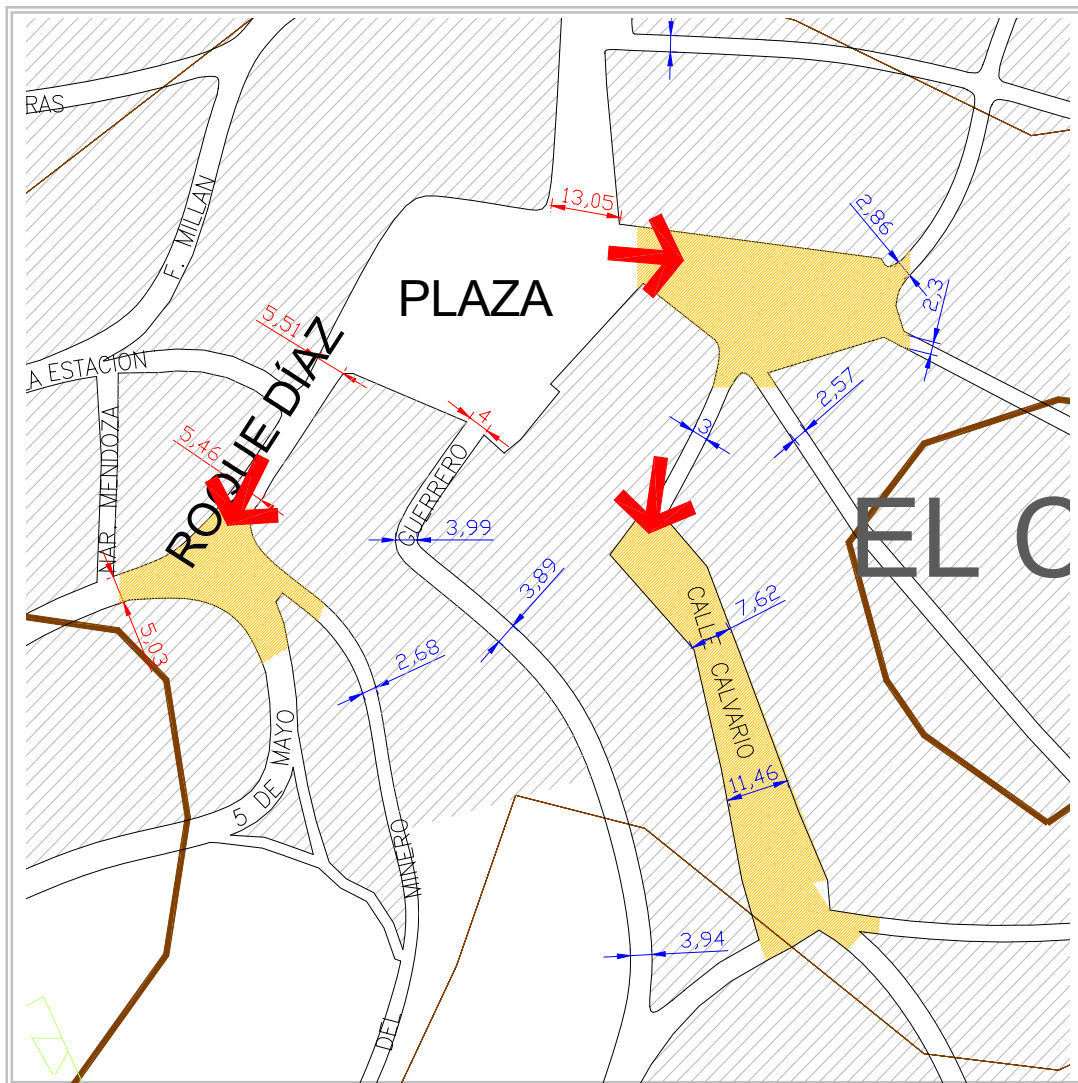 RAS
F. MILLAN
13,05
2,86
2,3
PLAZA
5,51
ROQUE DÍAZ
A ESTACION
NAR. MENDOZA
5,46
4
GUERRERO
3
2,57
3,99
3,89
EL C
5,03
2,68
CALLE CALVARIO
7,62
11,46
5 DE MAYO
MINERO
DEL
3,94